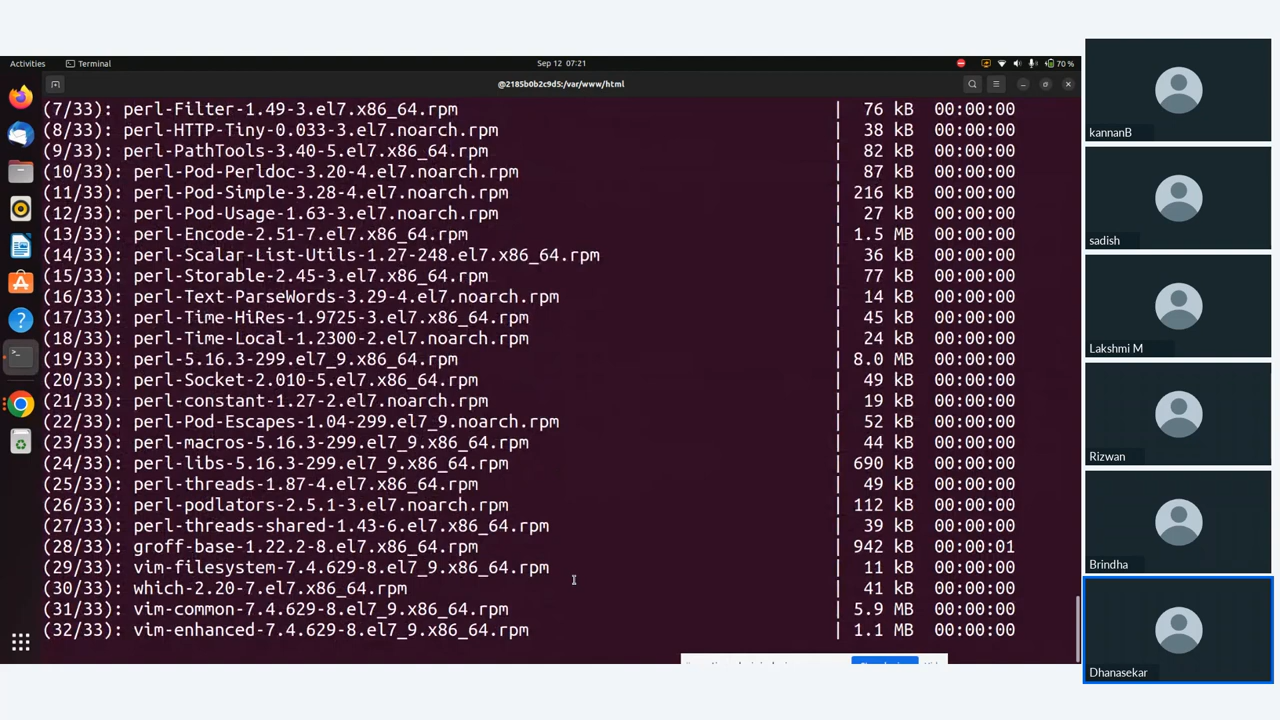 Activities
Terminal
Sep 12 07:21
70 %
@2185b0b2c9d5:/var/www/html
(7/33): perl-Filter-1.49-3.el7.x86_64.rpm | 76 kB 00:00:00
(8/33): perl-HTTP-Tiny-0.033-3.el7.noarch.rpm | 38 kB 00:00:00
(9/33): perl-PathTools-3.40-5.el7.x86_64.rpm | 82 kB 00:00:00
(10/33): perl-Pod-Perldoc-3.20-4.el7.noarch.rpm | 87 kB 00:00:00
(11/33): perl-Pod-Simple-3.28-4.el7.noarch.rpm | 216 kB 00:00:00
(12/33): perl-Pod-Usage-1.63-3.el7.noarch.rpm | 27 kB 00:00:00
(13/33): perl-Encode-2.51-7.el7.x86_64.rpm | 1.5 MB 00:00:00
(14/33): perl-Scalar-List-Utils-1.27-248.el7.x86_64.rpm | 36 kB 00:00:00
(15/33): perl-Storable-2.45-3.el7.x86_64.rpm | 77 kB 00:00:00
(16/33): perl-Text-ParseWords-3.29-4.el7.noarch.rpm | 14 kB 00:00:00
(17/33): perl-Time-HiRes-1.9725-3.el7.x86_64.rpm | 45 kB 00:00:00
(18/33): perl-Time-Local-1.2300-2.el7.noarch.rpm | 24 kB 00:00:00
(19/33): perl-5.16.3-299.el7_9.x86_64.rpm | 8.0 MB 00:00:00
(20/33): perl-Socket-2.010-5.el7.x86_64.rpm | 49 kB 00:00:00
(21/33): perl-constant-1.27-2.el7.noarch.rpm | 19 kB 00:00:00
(22/33): perl-Pod-Escapes-1.04-299.el7_9.noarch.rpm | 52 kB 00:00:00
(23/33): perl-macros-5.16.3-299.el7_9.x86_64.rpm | 44 kB 00:00:00
(24/33): perl-libs-5.16.3-299.el7_9.x86_64.rpm | 690 kB 00:00:00
(25/33): perl-threads-1.87-4.el7.x86_64.rpm | 49 kB 00:00:00
(26/33): perl-podlators-2.5.1-3.el7.noarch.rpm | 112 kB 00:00:00
(27/33): perl-threads-shared-1.43-6.el7.x86_64.rpm | 39 kB 00:00:00
(28/33): groff-base-1.22.2-8.el7.x86_64.rpm | 942 kB 00:00:01
(29/33): vim-filesystem-7.4.629-8.el7_9.x86_64.rpm | 11 kB 00:00:00
(30/33): which-2.20-7.el7.x86_64.rpm | 41 kB 00:00:00
(31/33): vim-common-7.4.629-8.el7_9.x86_64.rpm | 5.9 MB 00:00:00
(32/33): vim-enhanced-7.4.629-8.el7_9.x86_64.rpm | 1.1 MB 00:00:00
kannanB
sadish
Lakshmi M
Rizwan
Brindha
Dhanasekar